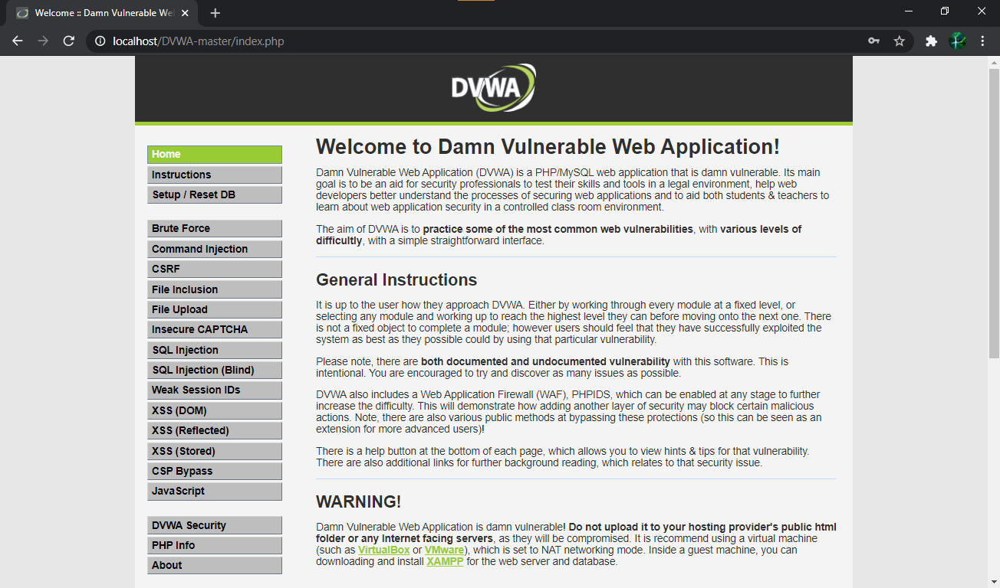 Welcome :: Damn Vulnerable We
localhost/DVWA-master/index.php
DVWA
Home
Instructions
Setup / Reset DB
Brute Force
Command Injection
CSRF
File Inclusion
File Upload
Insecure CAPTCHA
SQL Injection
SQL Injection (Blind)
Weak Session IDs
XSS (DOM)
XSS (Reflected)
XSS (Stored)
CSP Bypass
JavaScript
DVWA Security
PHP Info
About
Welcome to Damn Vulnerable Web Application!
Damn Vulnerable Web Application (DVWA) is a PHP/MySQL web application that is damn vulnerable. Its main
goal is to be an aid for security professionals to test their skills and tools in a legal environment, help web
developers better understand the processes of securing web applications and to aid both students & teachers to
learn about web application security in a controlled class room environment.
The aim of DVWA is to practice some of the most common web vulnerabilities, with various levels of
difficultly, with a simple straightforward interface.
General Instructions
It is up to the user how they approach DVWA. Either by working through every module at a fixed level, or
selecting any module and working up to reach the highest level they can before moving onto the next one. There
is not a fixed object to complete a module; however users should feel that they have successfully exploited the
system as best as they possible could by using that particular vulnerability.
Please note, there are both documented and undocumented vulnerability with this software. This is
intentional. You are encouraged to try and discover as many issues as possible.
DVWA also includes a Web Application Firewall (WAF), PHPIDS, which can be enabled at any stage to further
increase the difficulty. This will demonstrate how adding another layer of security may block certain malicious
actions. Note, there are also various public methods at bypassing these protections (so this can be seen as an
extension for more advanced users)!
There is a help button at the bottom of each page, which allows you to view hints & tips for that vulnerability.
There are also additional links for further background reading, which relates to that security issue.
WARNING!
Damn Vulnerable Web Application is damn vulnerable! Do not upload it to your hosting provider's public html
folder or any Internet facing servers, as they will be compromised. It is recommend using a virtual machine
(such as VirtualBox or VMware), which is set to NAT networking mode. Inside a guest machine, you can
downloading and install XAMPP for the web server and database.